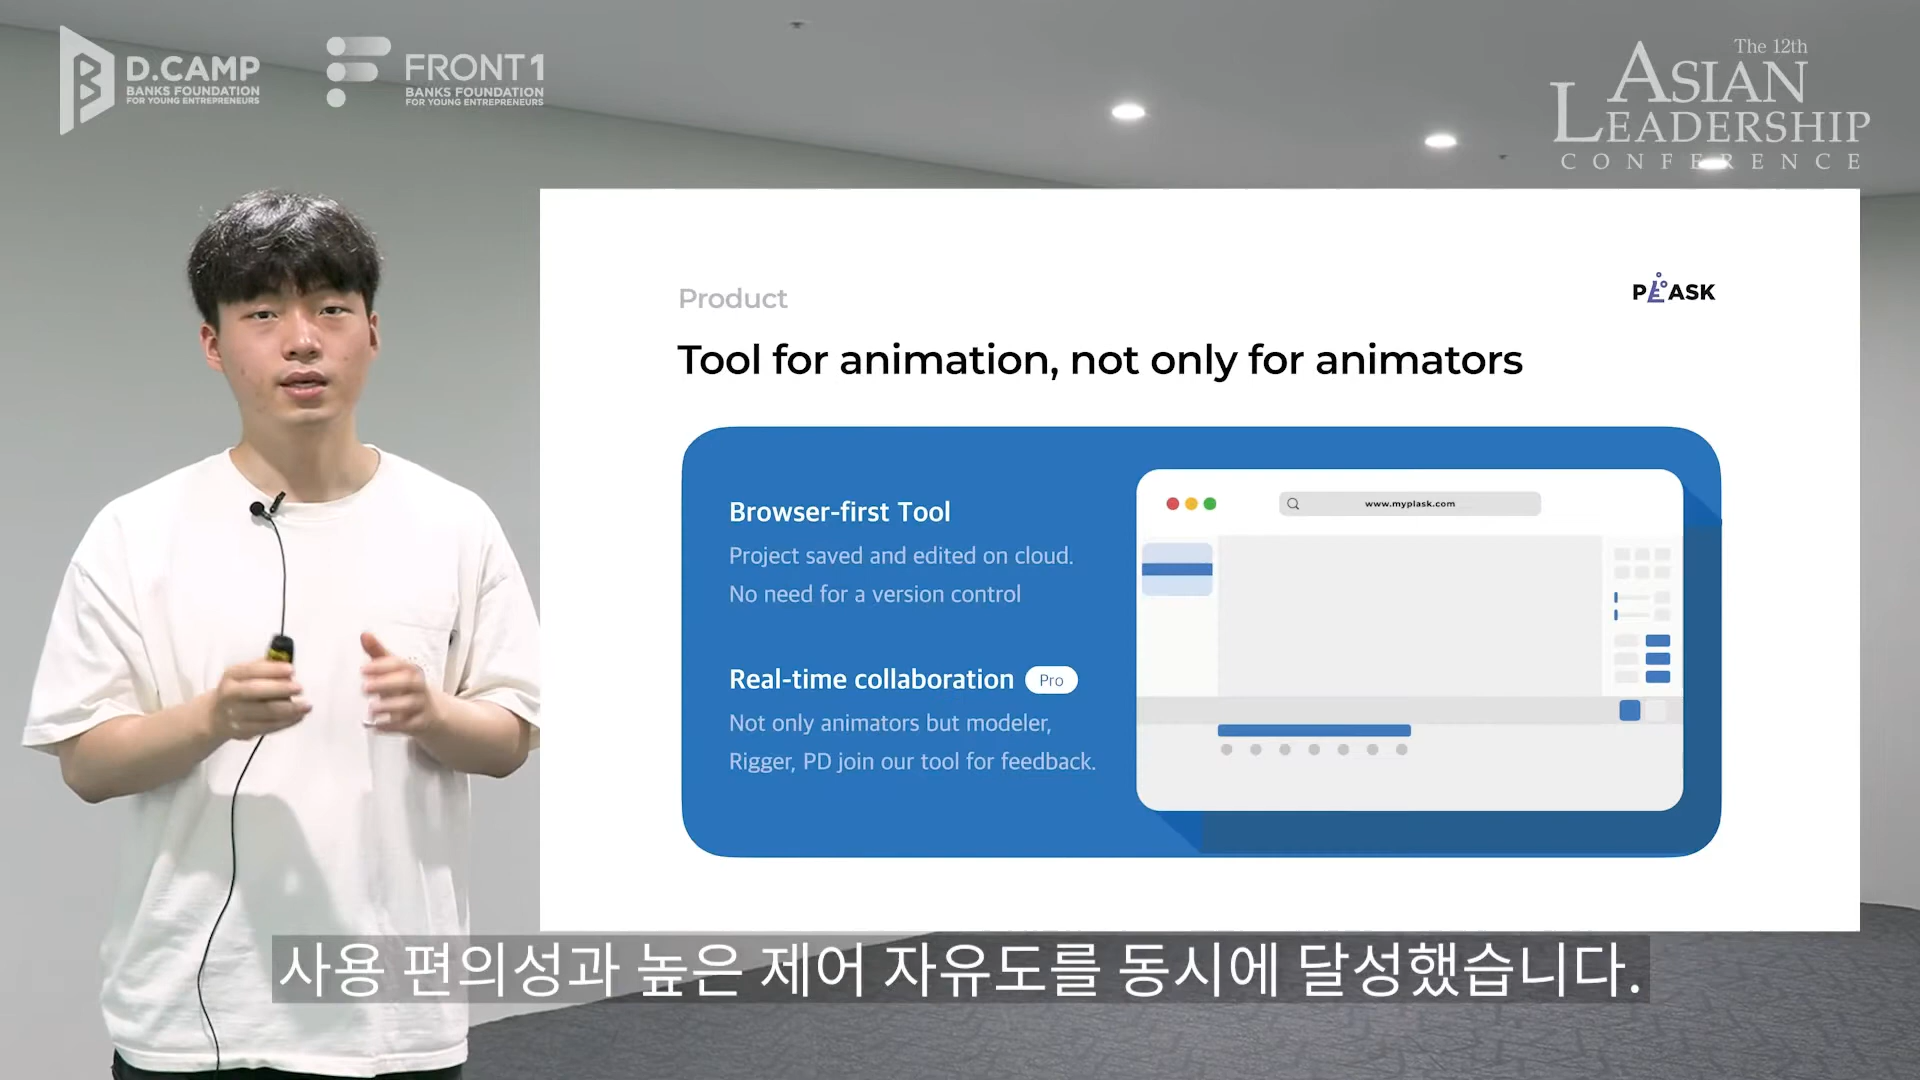 D.CAMP
BANKS FOUNDATION
FOR YOUNG ENTREPRENEURS
FRONT1
BANKS FOUNDATION
FOR YOUNG ENTREPRENEURS
The 12th
ASIAN
LEADERSHIP
CONFERENCE
Product
PLASK
Tool for animation, not only for animators
Browser-first Tool
Project saved and edited on cloud.
No need for a version control
Real-time collaboration Pro
Not only animators but modeler,
Rigger, PD join our tool for feedback.
www.myplask.com
사용 편의성과 높은 제어 자유도를 동시에 달성했습니다.